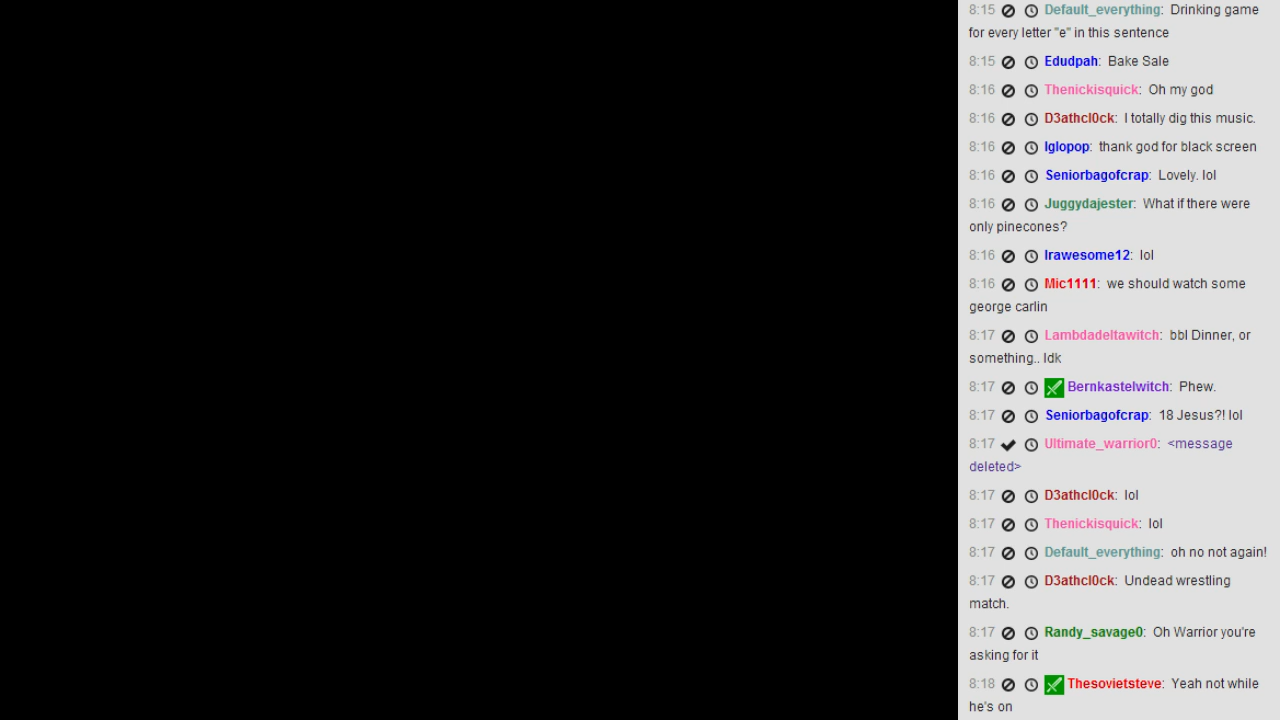 8:15 Default_everything: Drinking game
for every letter "e" in this sentence
8:15 Edudpah: Bake Sale
8:16 Thenickisquick: Oh my god
8:16 D3athcl0ck: I totally dig this music.
8:16 Iglopop: thank god for black screen
8:16 Seniorbagofcrap: Lovely. lol
8:16 Juggydajester: What if there were
only pinecones?
8:16 Irawesome12: lol
8:16 Mic1111: we should watch some
george carlin
8:17 Lambdadeltawitch: bbl Dinner, or
something.. Idk
8:17 Bernkastelwitch: Phew.
8:17 Seniorbagofcrap: 18 Jesus?! lol
8:17 Ultimate_warrior0: <message
deleted>
8:17 D3athcl0ck: lol
8:17 Thenickisquick: lol
8:17 Default_everything: oh no not again!
8:17 D3athcl0ck: Undead wrestling
match.
8:17 Randy_savage0: Oh Warrior you're
asking for it
8:18 Thesovietsteve: Yeah not while
he's on